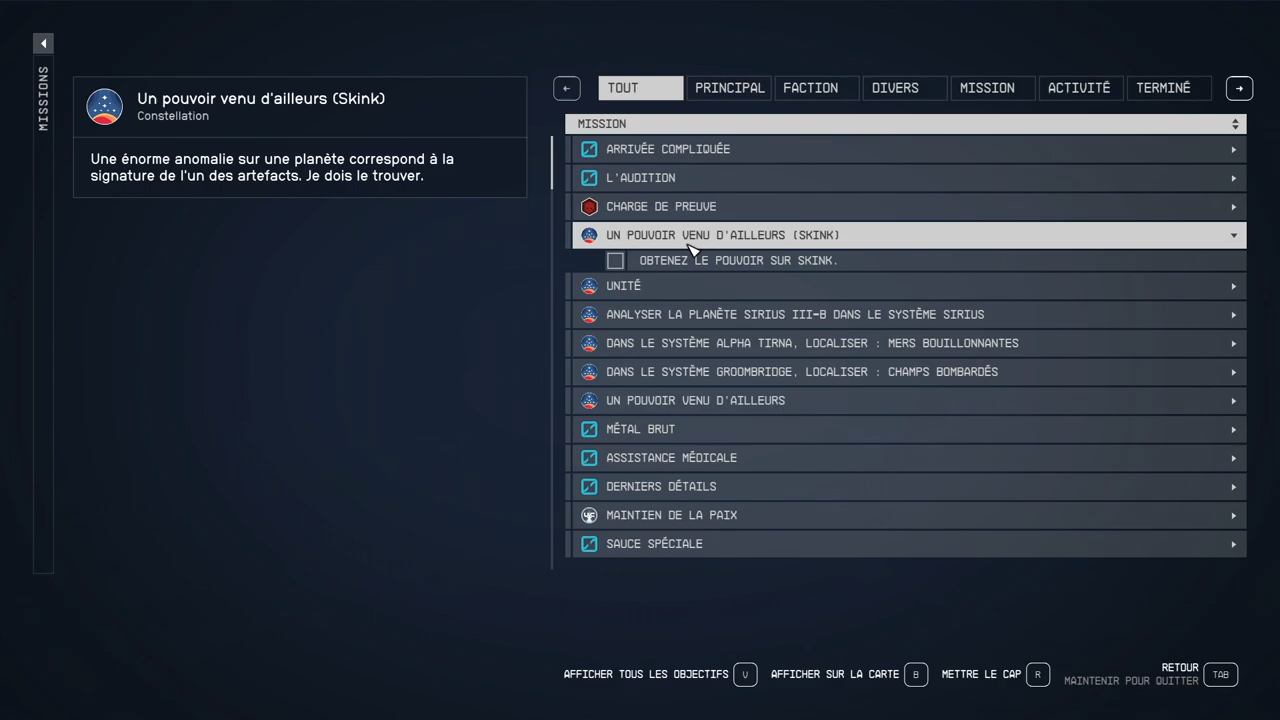 MISSIONS
Un pouvoir venu d'ailleurs (Skink)
Constellation
Une énorme anomalie sur une planète correspond à la
signature de l'un des artefacts. Je dois le trouver.
TOUT
PRINCIPAL
FACTION
DIVERS
MISSION
ACTIVITÉ
TERMINÉ
MISSION
ARRIVÉE COMPLIQUÉE
L'AUDITION
CHARGE DE PREUVE
UN POUVOIR VENU D'AILLEURS (SKINK)
OBTENEZ LE POUVOIR SUR SKINK.
UNITÉ
ANALYSER LA PLANÈTE SIRIUS III-B DANS LE SYSTÈME SIRIUS
DANS LE SYSTÈME ALPHA TIRNA, LOCALISER : MERS BOUILLONNANTES
DANS LE SYSTÈME GROOMBRIDGE, LOCALISER : CHAMPS BOMBARDÉS
UN POUVOIR VENU D'AILLEURS
MÉTAL BRUT
ASSISTANCE MÉDICALE
DERNIERS DÉTAILS
MAINTIEN DE LA PAIX
SAUCE SPÉCIALE
AFFICHER TOUS LES OBJECTIFS V
AFFICHER SUR LA CARTE B
METTRE LE CAP R
RETOUR
MAINTENIR POUR QUITTER
TAB